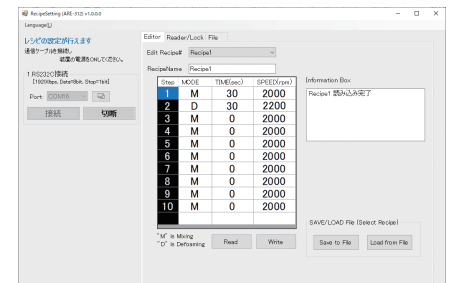 RecipeSetting (ARE-312) v1.0.0.0
Language(L)
レシピの設定が行えます
通信ケーブルを接続し、
装置の電源をONしてください。
1.RS232C接続
[19200bps, Data=8bit, Stop=1bit]
Port: COM16
接続 切断
Editor Reader/Lock File
Edit Recipe# Recipe1
RecipeName Recipe1
Step MODE TIME(sec) SPEED(rpm)
1 M 30 2000
2 D 30 2200
3 M 0 2000
4 M 0 2000
5 M 0 2000
6 M 0 2000
7 M 0 2000
8 M 0 2000
9 M 0 2000
10 M 0 2000
"M" is Mixing
"D" is Defoaming
Read Write
Information Box
Recipe1 読み込み完了
SAVE/LOAD File (Select Recipe)
Save to File Load from File